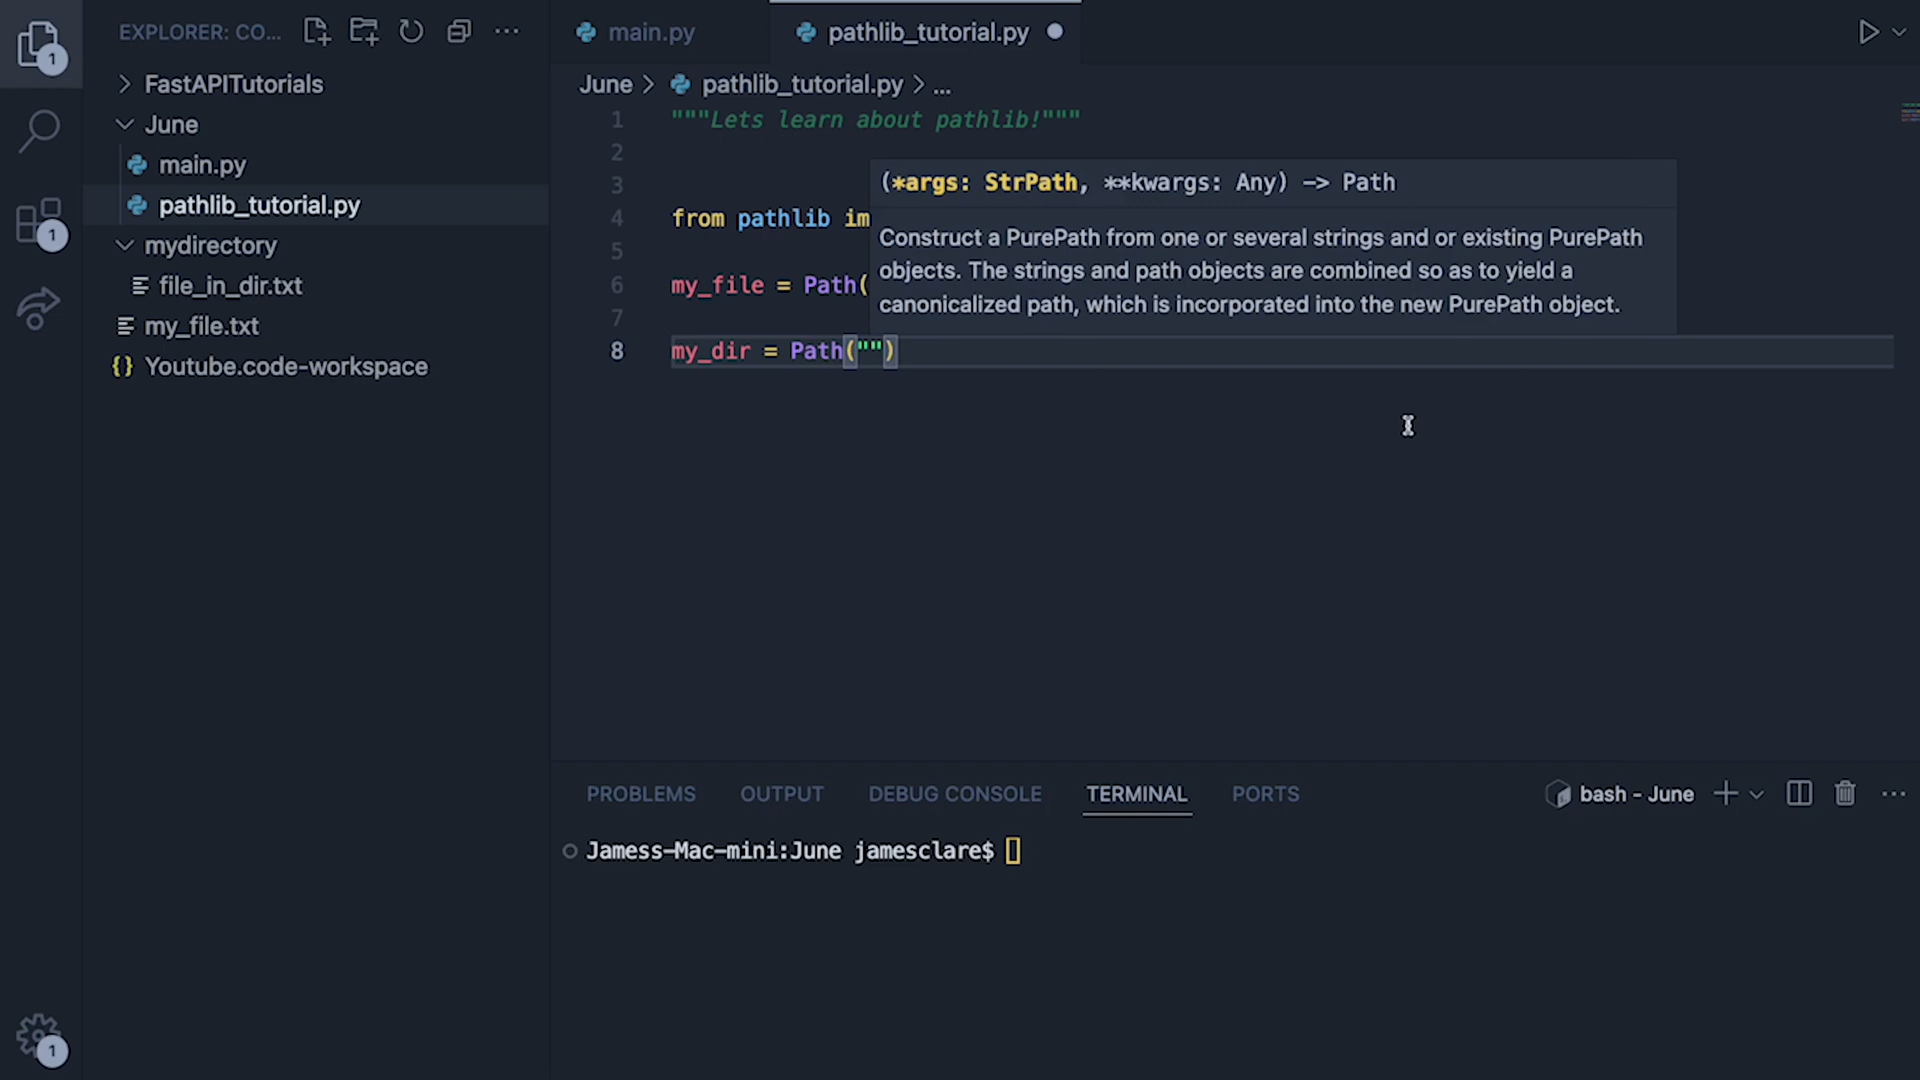 EXPLORER: CO...
FastAPITutorials
June
main.py
pathlib_tutorial.py
mydirectory
file_in_dir.txt
my_file.txt
{} Youtube.code-workspace
1
1
1
main.py
pathlib_tutorial.py
June > pathlib_tutorial.py > ...
1 """Lets learn about pathlib!"""
2
3
4 from pathlib im
5
6 my_file = Path(
7
8 my_dir = Path("")
(*args: StrPath, **kwargs: Any) -> Path
Construct a PurePath from one or several strings and or existing PurePath
objects. The strings and path objects are combined so as to yield a
canonicalized path, which is incorporated into the new PurePath object.
PROBLEMS OUTPUT DEBUG CONSOLE TERMINAL PORTS
bash - June
Jamess-Mac-mini:June jamesclare$